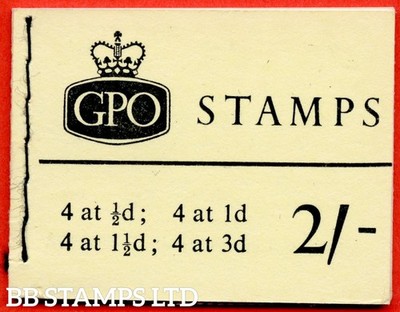 GPO STAMPS
4 at ½d; 4 at 1d
4 at 1½d; 4 at 3d
2/-
BB STAMPS LTD